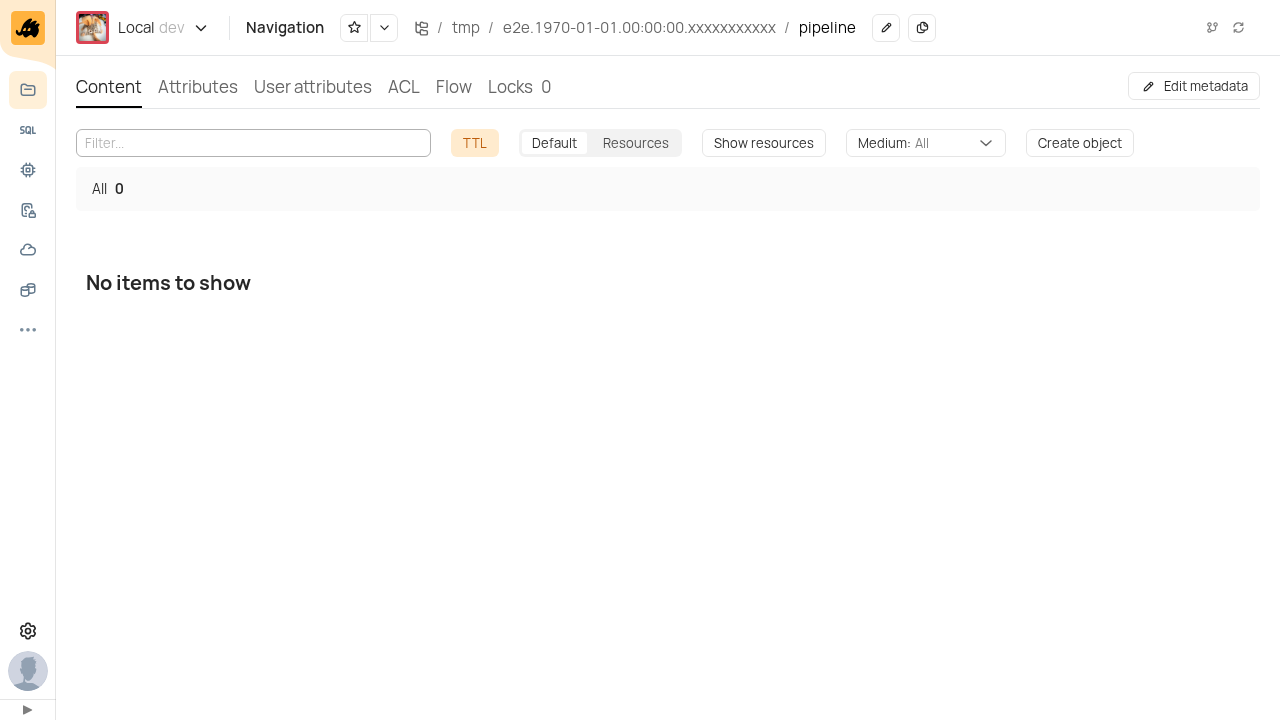 Local dev Navigation / tmp / e2e.1970-01-01.00:00:00.xxxxxxxxxxx / pipeline
Content Attributes User attributes ACL Flow Locks 0 Edit metadata
SQL
Filter... TTL Default Resources Show resources Medium: All Create object
All 0
No items to show